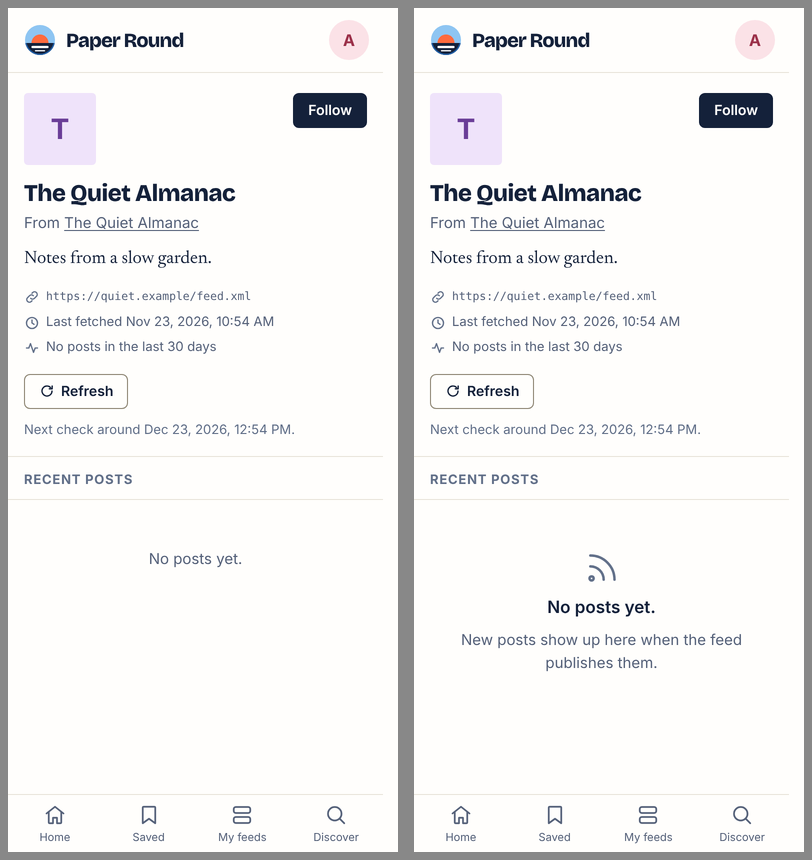 Paper Round
A
T
Follow
The Quiet Almanac
From The Quiet Almanac
Notes from a slow garden.
https://quiet.example/feed.xml
Last fetched Nov 23, 2026, 10:54 AM
No posts in the last 30 days
Refresh
Next check around Dec 23, 2026, 12:54 PM.
RECENT POSTS
No posts yet.
Home
Saved
My feeds
Discover
Paper Round
A
T
Follow
The Quiet Almanac
From The Quiet Almanac
Notes from a slow garden.
https://quiet.example/feed.xml
Last fetched Nov 23, 2026, 10:54 AM
No posts in the last 30 days
Refresh
Next check around Dec 23, 2026, 12:54 PM.
RECENT POSTS
No posts yet.
New posts show up here when the feed
publishes them.
Home
Saved
My feeds
Discover